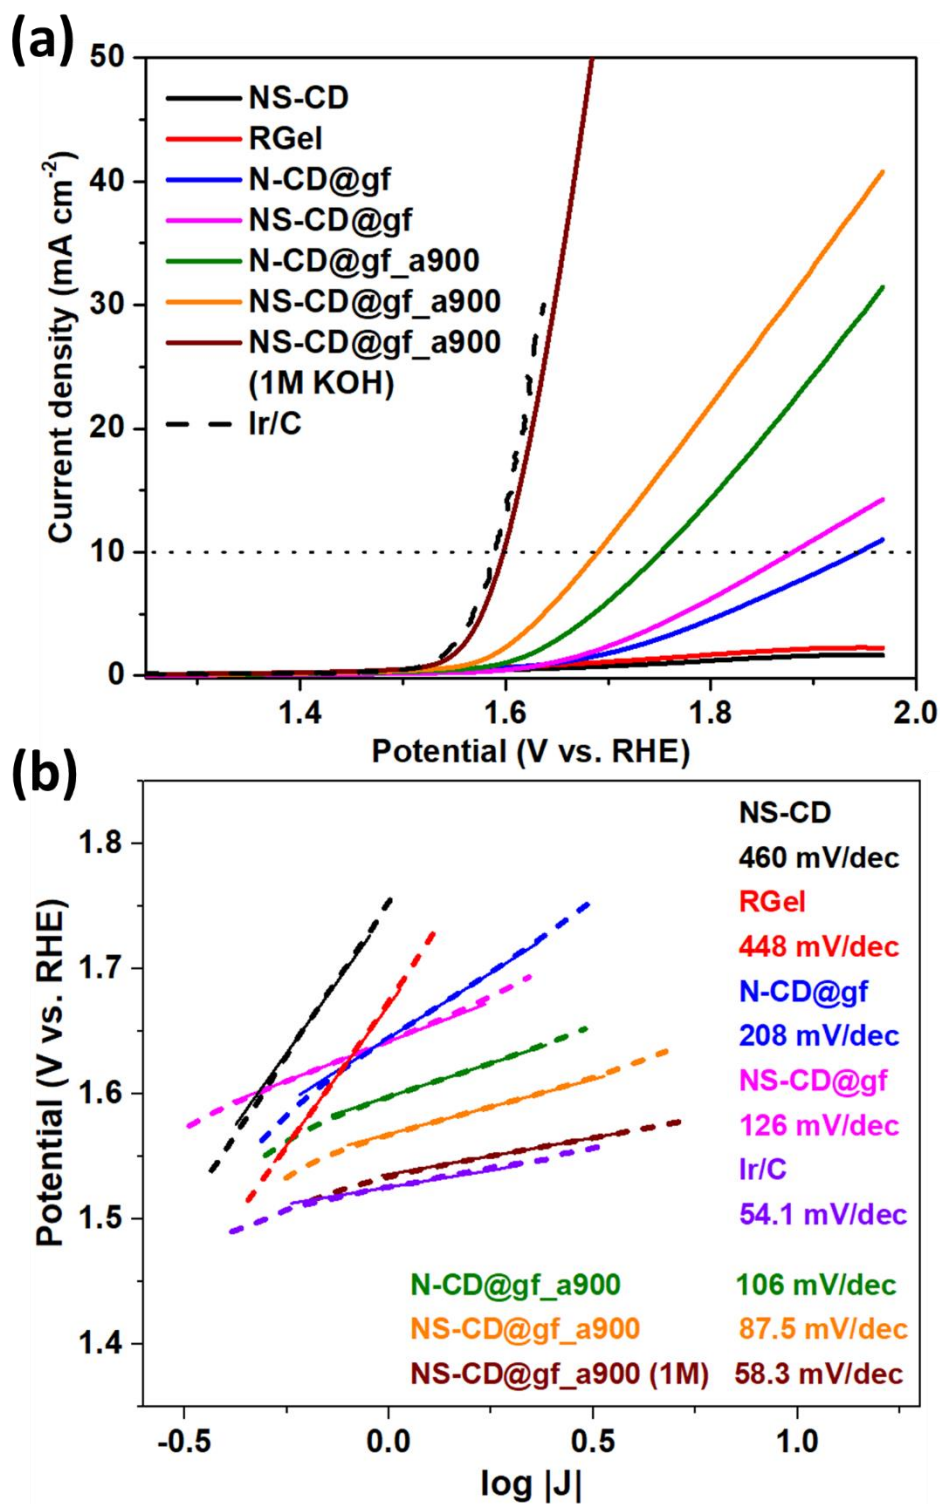 (a)
50
40
30
20
10
0
Current density (mA cm-2)
NS-CD
RGel
N-CD@gf
NS-CD@gf
N-CD@gf_a900
NS-CD@gf_a900
NS-CD@gf_a900
(1M KOH)
Ir/C
1.4 1.6 1.8 2.0
Potential (V vs. RHE)
(b)
1.8
1.7
1.6
1.5
1.4
Potential (V vs. RHE)
NS-CD
460 mV/dec
RGel
448 mV/dec
N-CD@gf
208 mV/dec
NS-CD@gf
126 mV/dec
Ir/C
54.1 mV/dec
N-CD@gf_a900 106 mV/dec
NS-CD@gf_a900 87.5 mV/dec
NS-CD@gf_a900 (1M) 58.3 mV/dec
-0.5 0.0 0.5 1.0
log |J|